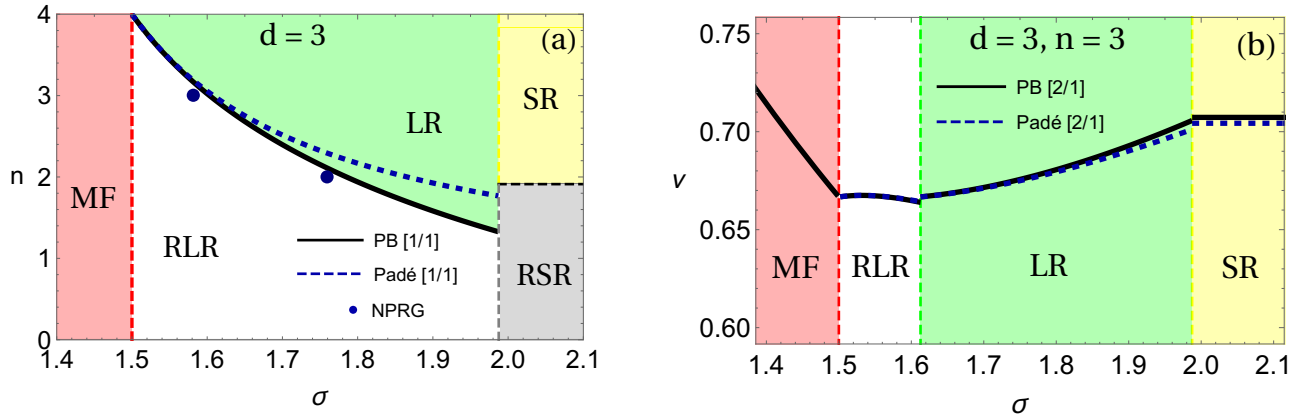 d = 3
(a)
4
3
2
1
0
n
MF
RLR
LR
SR
RSR
PB [1/1]
Padé [1/1]
NPRG
1.4 1.5 1.6 1.7 1.8 1.9 2.0 2.1
σ
d = 3, n = 3
(b)
0.75
0.70
0.65
0.60
ν
PB [2/1]
Padé [2/1]
MF
RLR
LR
SR
1.4 1.5 1.6 1.7 1.8 1.9 2.0 2.1
σ